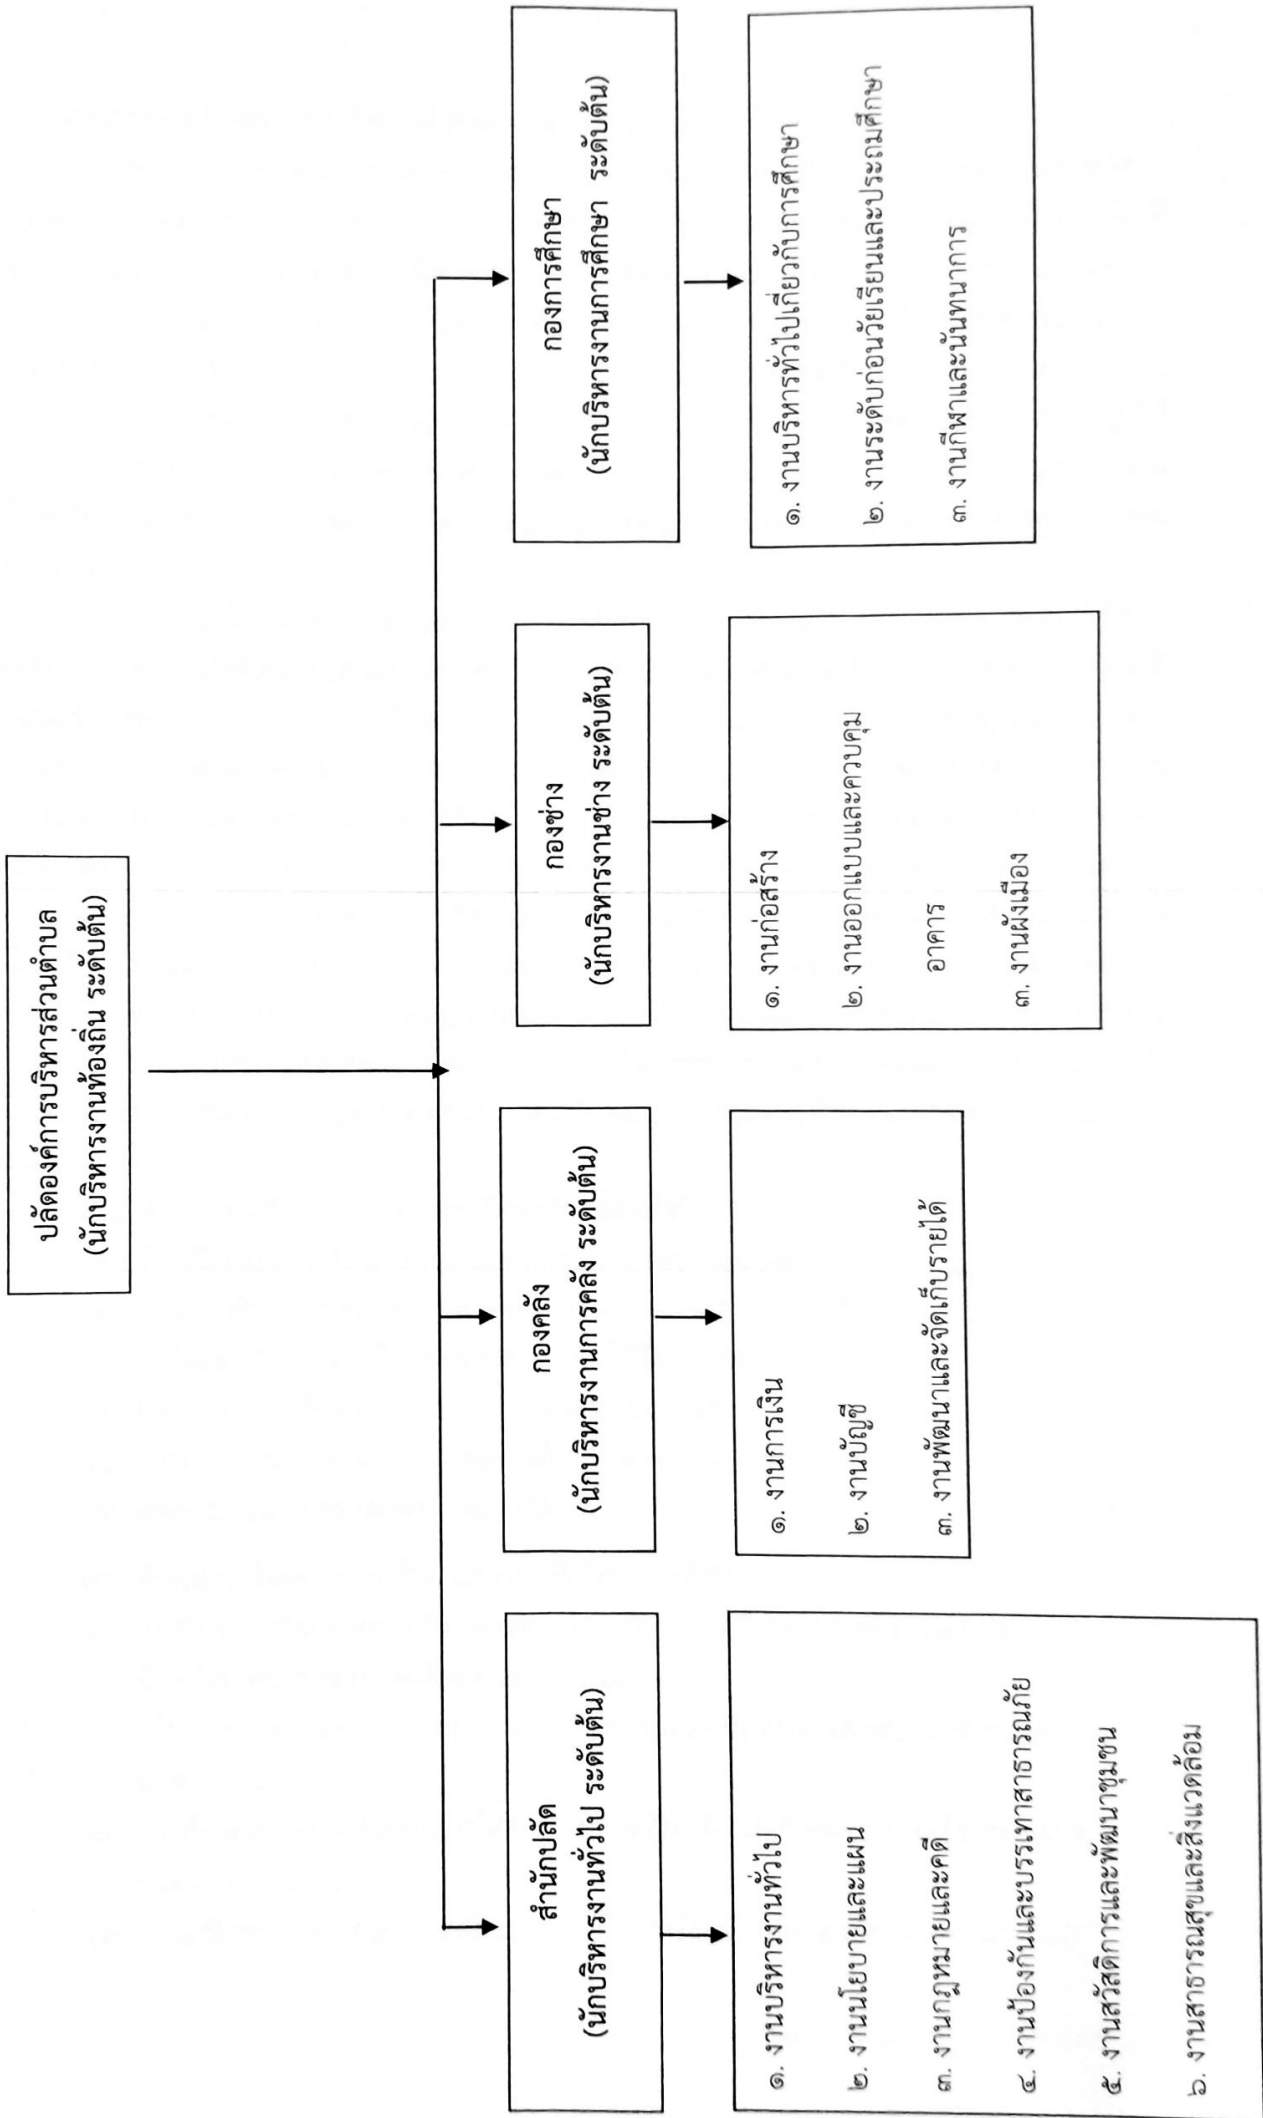 ปลัดองค์การบริหารส่วนตำบล
(นักบริหารงานท้องถิ่น ระดับต้น)
สำนักปลัด
(นักบริหารงานทั่วไป ระดับต้น)
๑. งานบริหารงานทั่วไป
๒. งานนโยบายและแผน
๓. งานกฎหมายและคดี
๔. งานป้องกันและบรรเทาสาธารณภัย
๕. งานสวัสดิการและพัฒนาชุมชน
๖. งานสาธารณสุขและสิ่งแวดล้อม
กองคลัง
(นักบริหารงานการคลัง ระดับต้น)
๑. งานการเงิน
๒. งานบัญชี
๓. งานพัฒนาและจัดเก็บรายได้
กองช่าง
(นักบริหารงานช่าง ระดับต้น)
๑. งานก่อสร้าง
๒. งานออกแบบและควบคุม
อาคาร
๓. งานผังเมือง
กองการศึกษา
(นักบริหารงานการศึกษา ระดับต้น)
๑. งานบริหารทั่วไปเกี่ยวกับการศึกษา
๒. งานระดับก่อนวัยเรียนและประถมศึกษา
๓. งานกีฬาและนันทนาการ